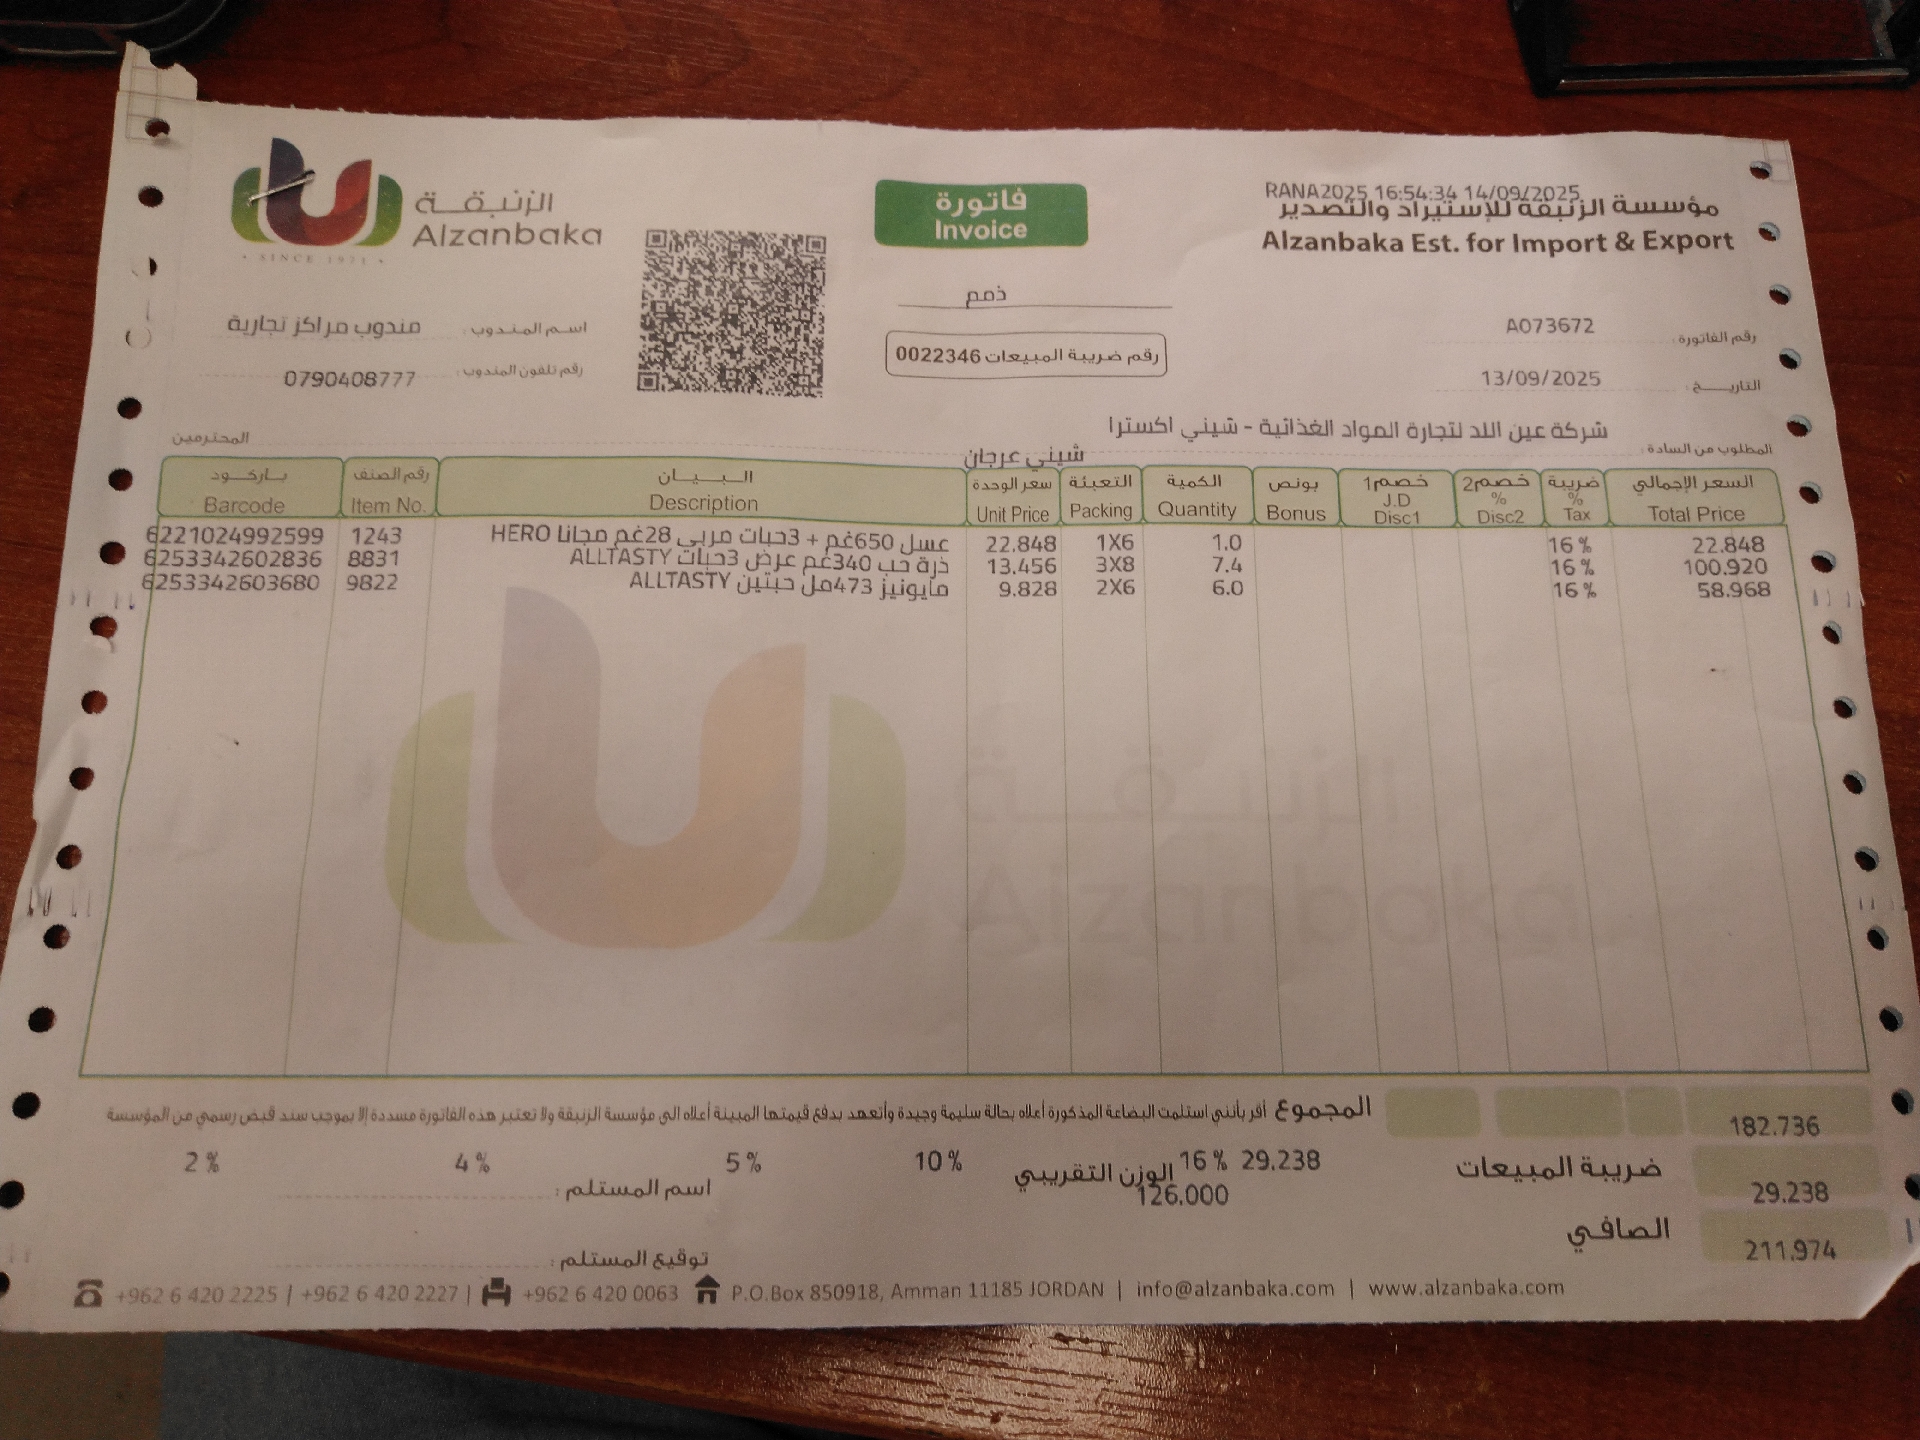 RANA2025 16:54:34 14/09/2025
مؤسسة الزنبقة للإستيراد والتصدير
Alzanbaka Est. for Import & Export
فاتورة
Invoice
الزنبقة
Alzanbaka
• SINCE 1971 •
ذمم
رقم الفاتورة: A073672
رقم ضريبة المبيعات 0022346
اسم المندوب: مندوب مراكز تجارية
التاريخ: 13/09/2025
رقم تلفون المندوب: 0790408777
المطلوب من السادة: شركة عين اللد لتجارة المواد الغذائية - شيني اكسترا المحترمين
شيني عرجان
باركود رقم الصنف البيان سعر الوحدة التعبئة الكمية بونص خصم1 خصم2 ضريبة السعر الإجمالي
Barcode Item No. Description Unit Price Packing Quantity Bonus J.D Disc1 % Disc2 % Tax Total Price
6221024992599 1243 عسل 650غم + 3حبات مربى 28غم مجانا HERO 22.848 1X6 1.0 16 % 22.848
6253342602836 8831 ذرة حب 340غم عرض 3حبات ALLTASTY 13.456 3X8 7.4 16 % 100.920
6253342603680 9822 مايونيز 473مل حبتين ALLTASTY 9.828 2X6 6.0 16 % 58.968
الزنبقة
Alzanbaka
المجموع أقر بأنني استلمت البضاعة المذكورة أعلاه بحالة سليمة وجيدة وأتعهد بدفع قيمتها المبينة أعلاه الى مؤسسة الزنبقة ولا تعتبر هذه الفاتورة مسددة إلا بموجب سند قبض رسمي من المؤسسة
182.736
2 % 4 % 5 % 10 % 16 % 29.238
ضريبة المبيعات 29.238
الوزن التقريبي 126.000
اسم المستلم:
الصافي 211.974
توقيع المستلم:
+962 6 420 2225 | +962 6 420 2227 | +962 6 420 0063 P.O.Box 850918, Amman 11185 JORDAN | info@alzanbaka.com | www.alzanbaka.com